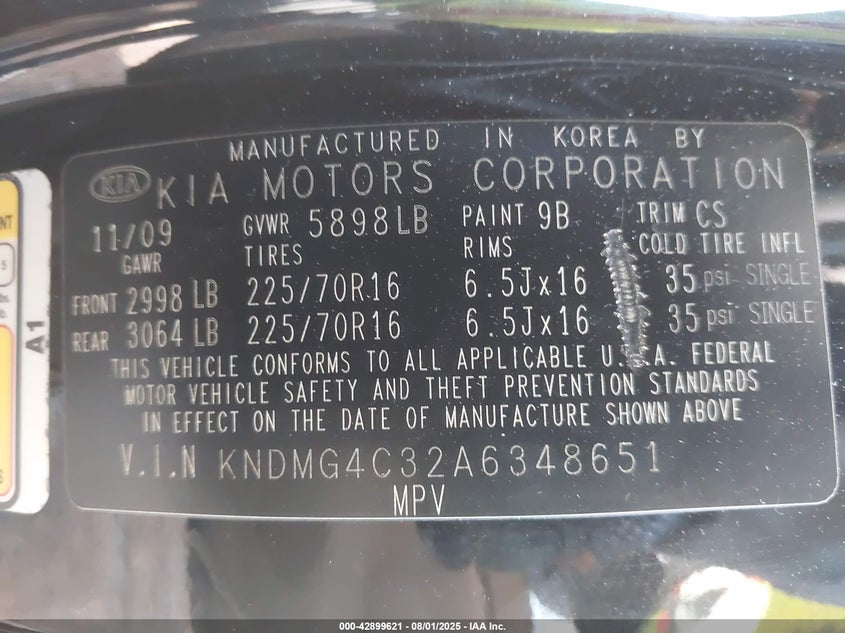 MANUFACTURED IN KOREA BY
KIA KIA MOTORS CORPORATION
11/09 GVWR 5898LB PAINT 9B TRIM CS
GAWR TIRES RIMS COLD TIRE INFL
FRONT 2998 LB 225/70R16 6.5Jx16 35 psi SINGLE
REAR 3064 LB 225/70R16 6.5Jx16 35 psi SINGLE
THIS VEHICLE CONFORMS TO ALL APPLICABLE U.S.A. FEDERAL
MOTOR VEHICLE SAFETY AND THEFT PREVENTION STANDARDS
IN EFFECT ON THE DATE OF MANUFACTURE SHOWN ABOVE
V.I.N KNDMG4C32A6348651
MPV
A1
000-42899621 - 08/01/2025 - IAA Inc.